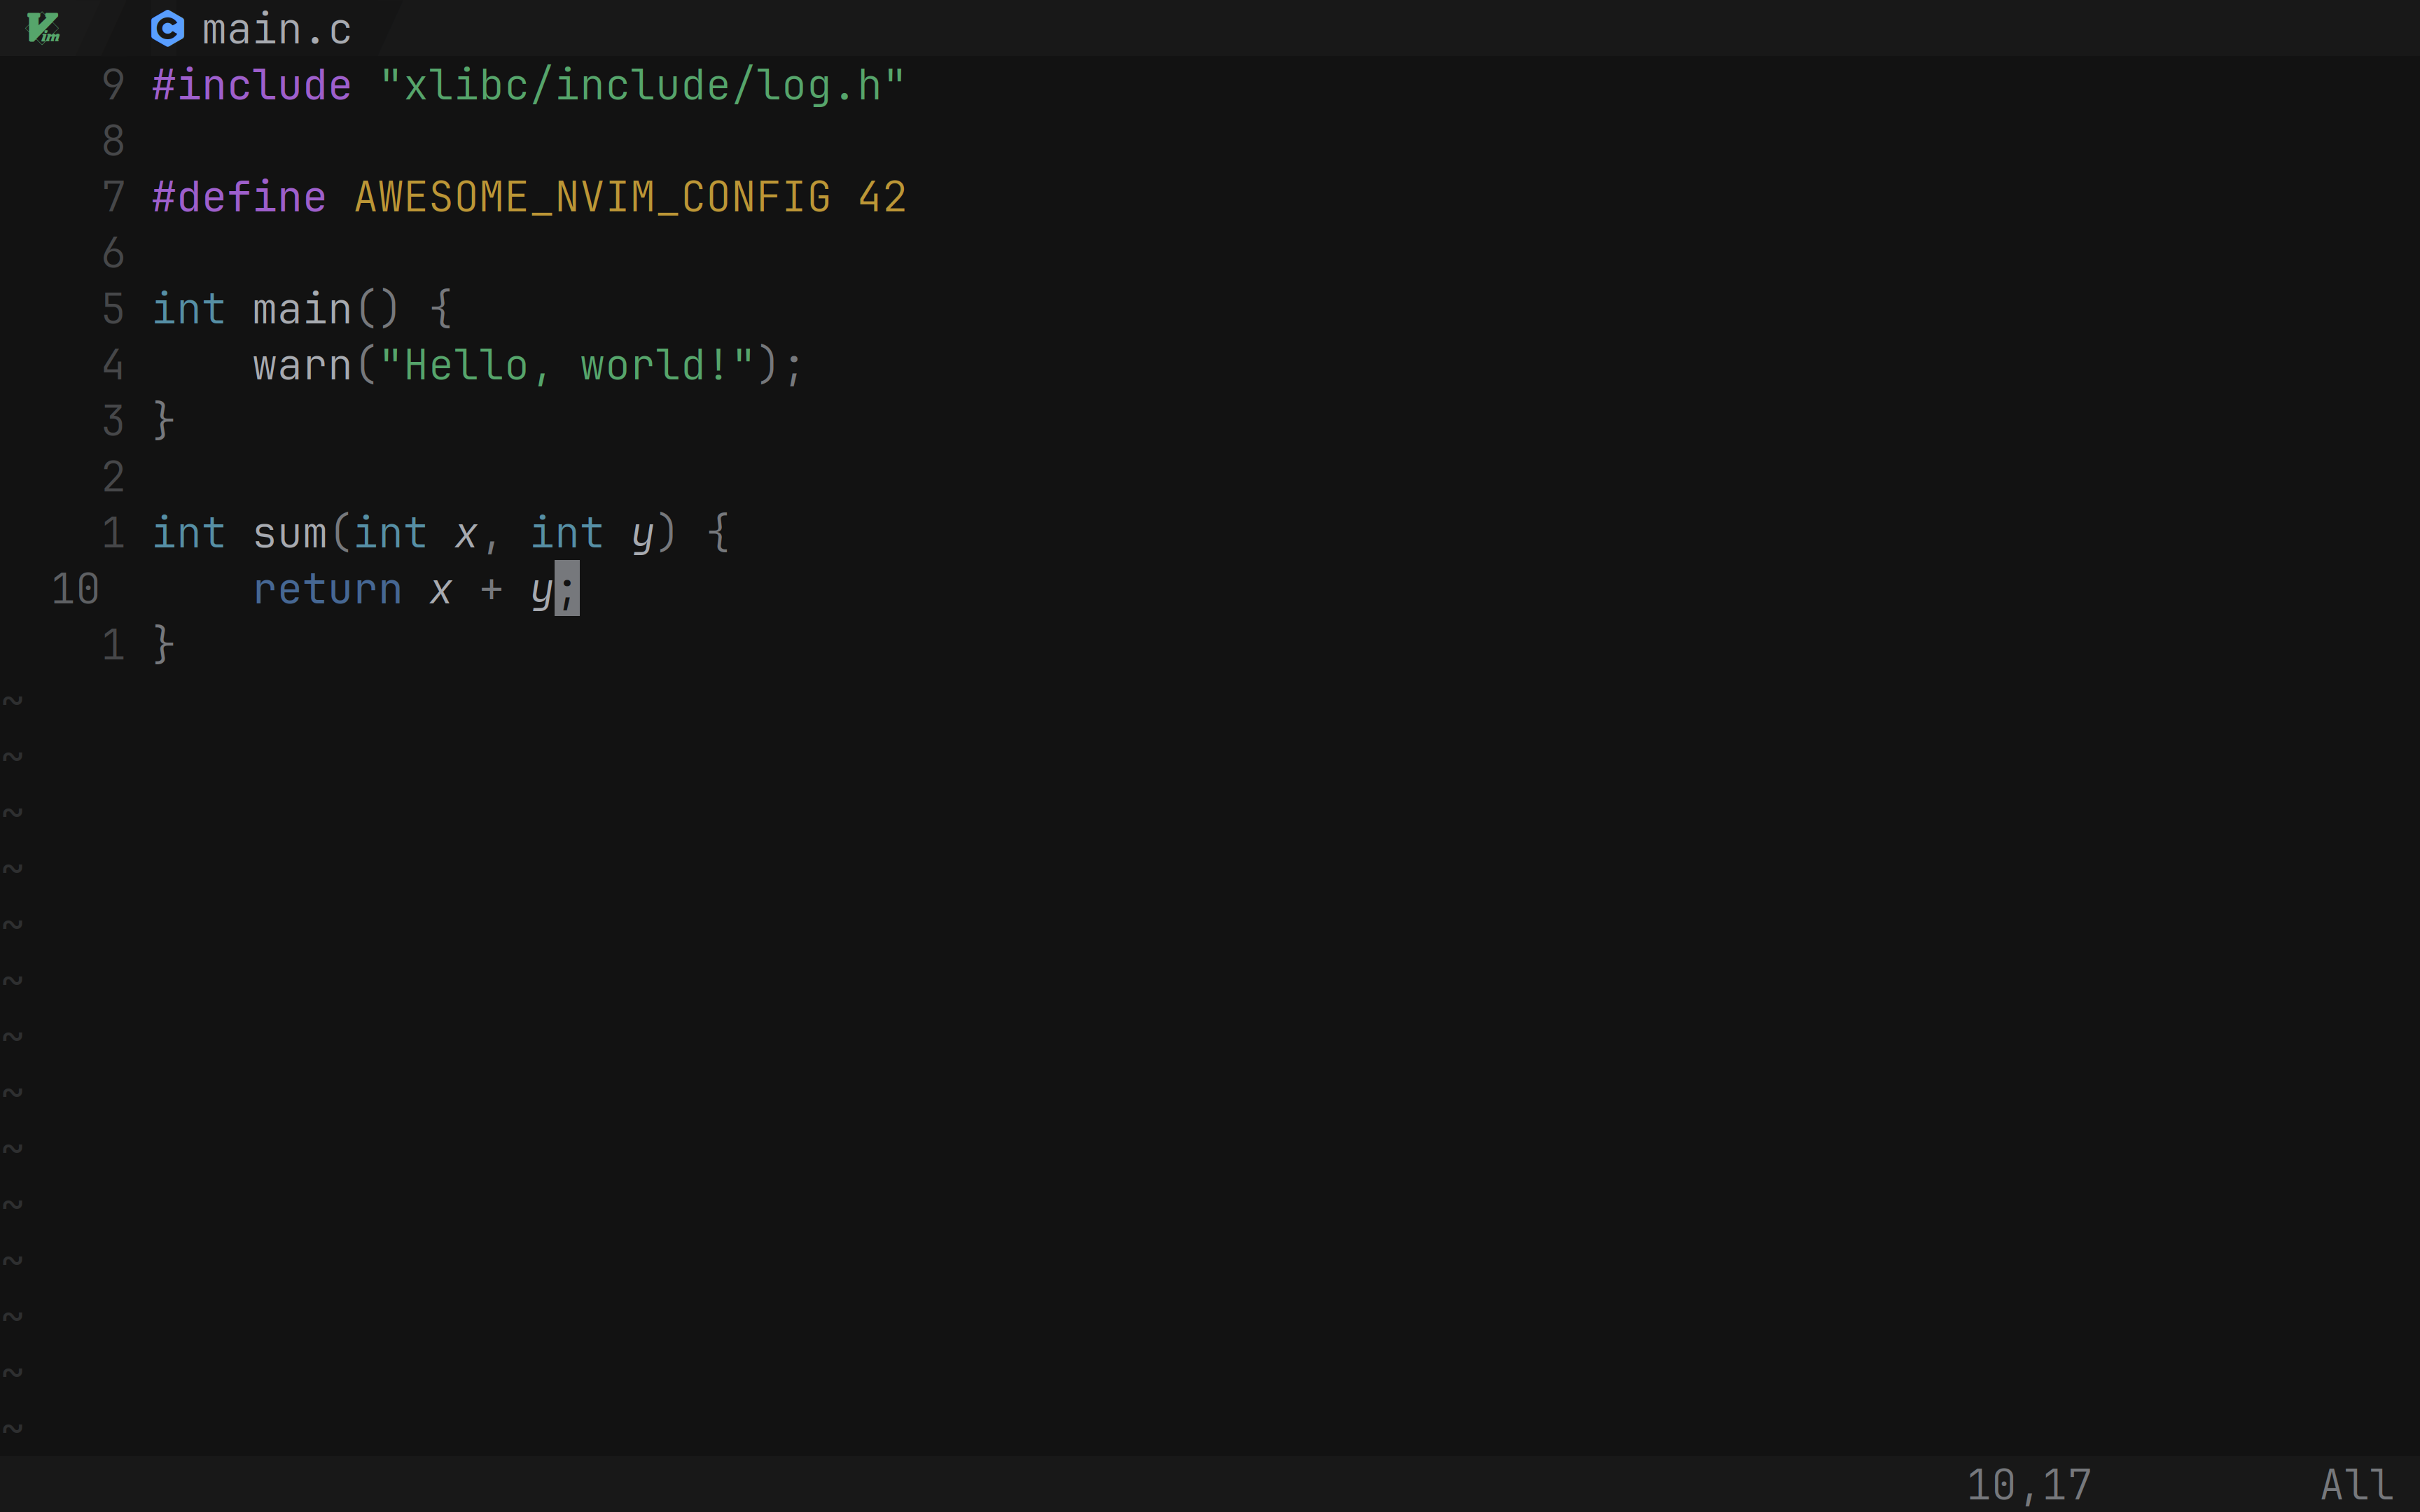 Vim main.c
9 #include "xlibc/include/log.h"
8
7 #define AWESOME_NVIM_CONFIG 42
6
5 int main() {
4     warn("Hello, world!");
3 }
2
1 int sum(int x, int y) {
10     return x + y;
1 }
~
~
~
~
~
~
~
~
~
~
~
~
~
~
10,17 All